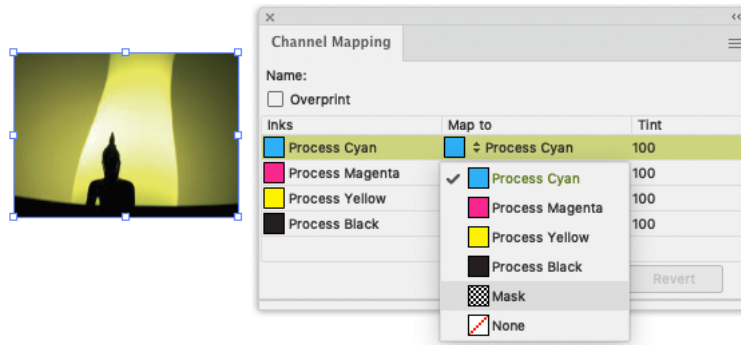 Channel Mapping
Name:
Overprint
Inks Map to Tint
Process Cyan Process Cyan 100
Process Magenta 100
Process Yellow 100
Process Black 100
Process Cyan
Process Magenta
Process Yellow
Process Black
Mask
None
Revert